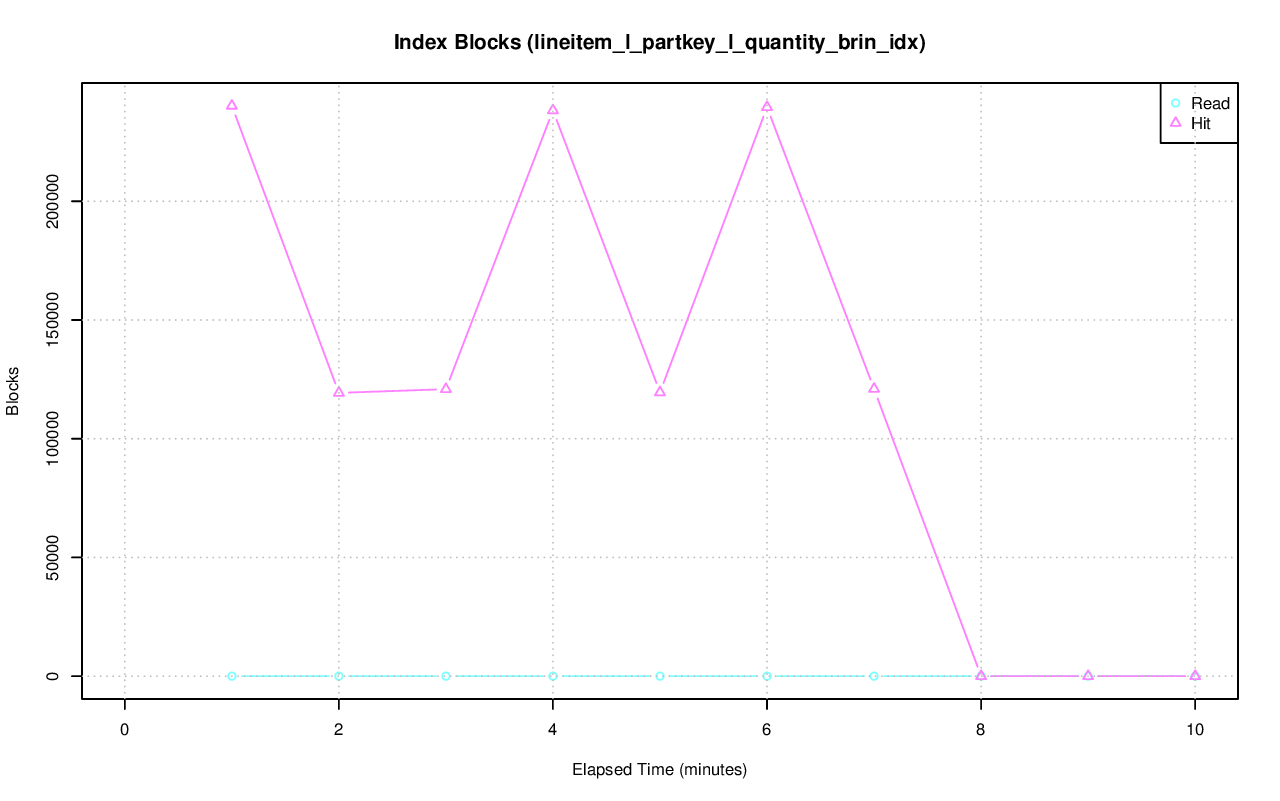 Index Blocks (lineitem_l_partkey_l_quantity_brin_idx)
Read
Hit
Blocks
200000
150000
100000
50000
0
0 2 4 6 8 10
Elapsed Time (minutes)